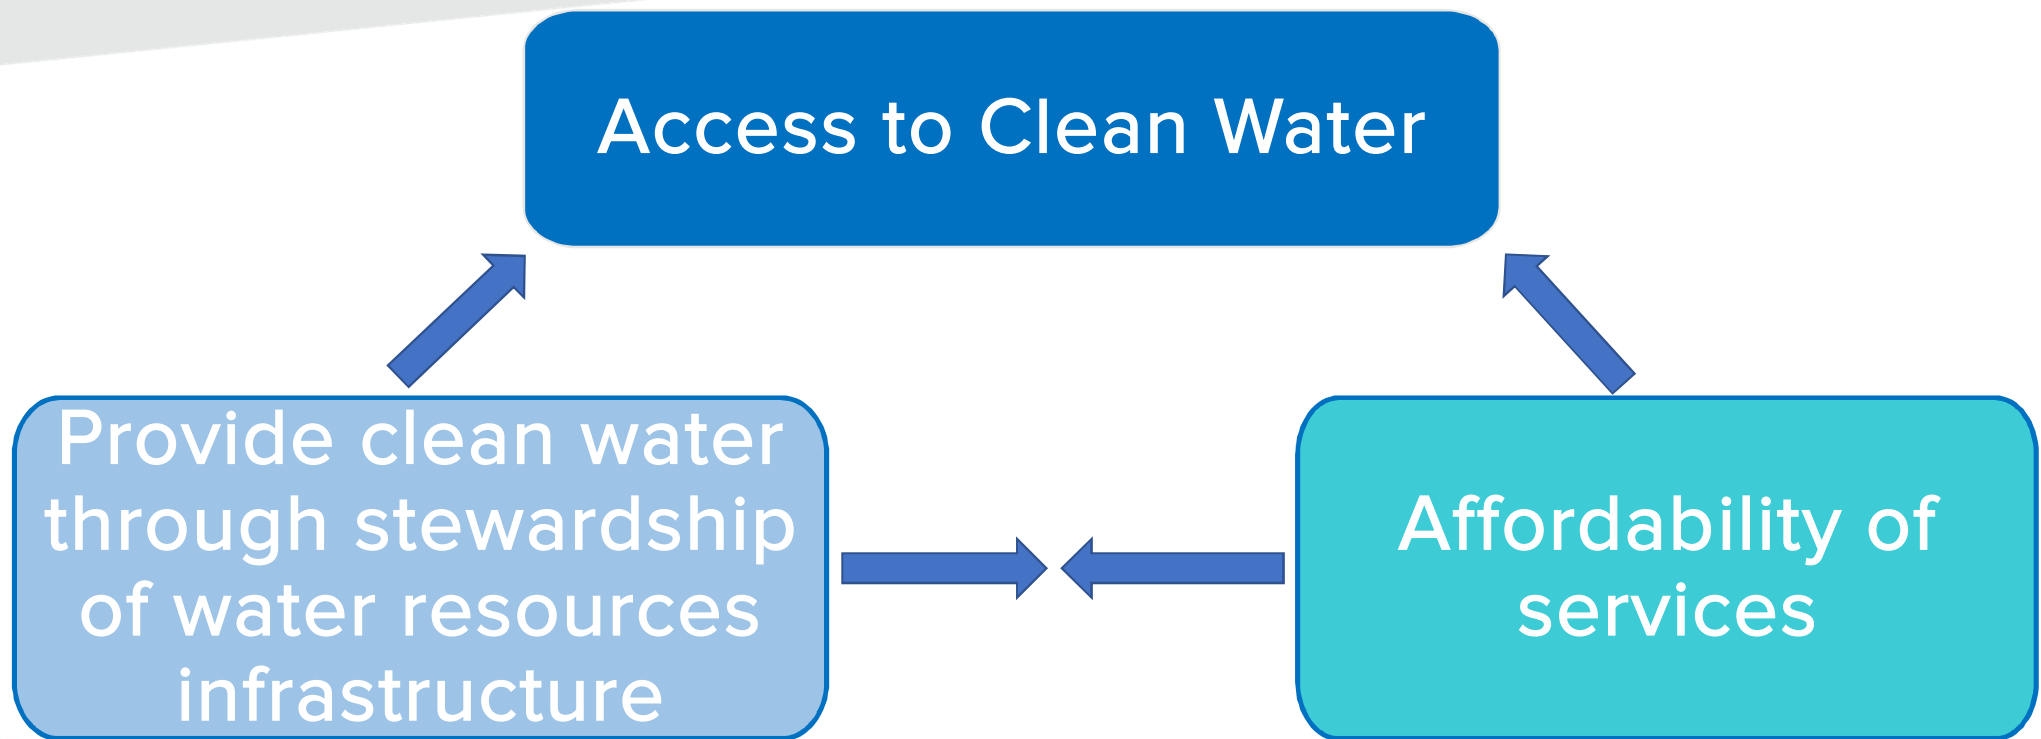 Access to Clean Water
Provide clean water
through stewardship
of water resources
infrastructure
Affordability of
services